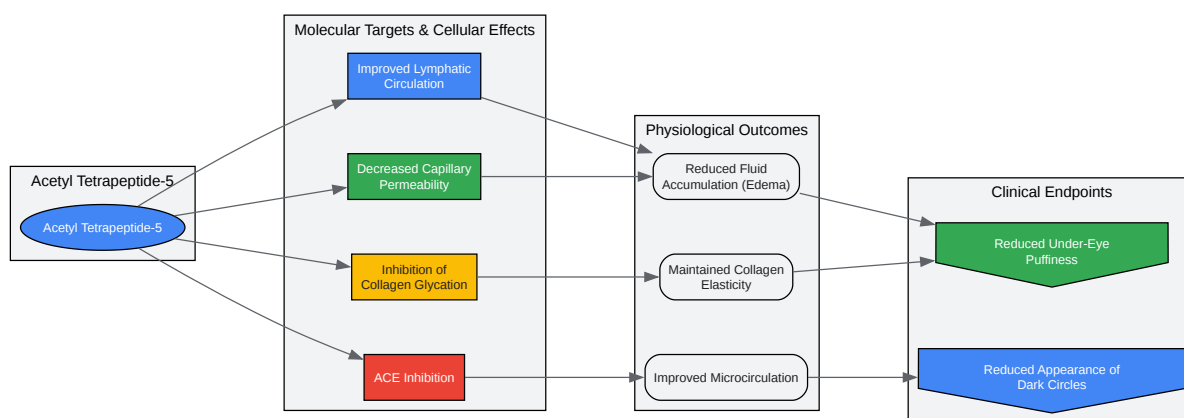 Acetyl Tetrapeptide-5
Acetyl Tetrapeptide-5
Molecular Targets & Cellular Effects
Improved Lymphatic
Circulation
Decreased Capillary
Permeability
Inhibition of
Collagen Glycation
ACE Inhibition
Physiological Outcomes
Reduced Fluid
Accumulation (Edema)
Maintained Collagen
Elasticity
Improved Microcirculation
Clinical Endpoints
Reduced Under-Eye
Puffiness
Reduced Appearance of
Dark Circles